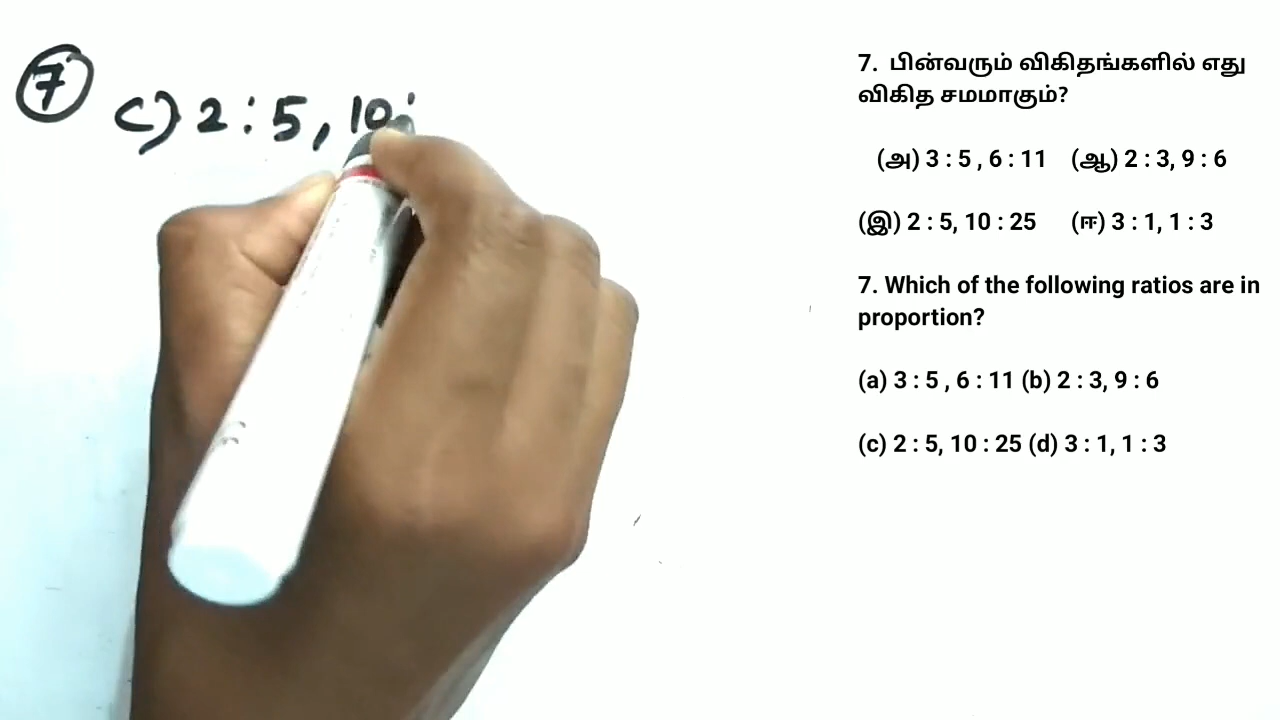 7 c) 2 : 5 , 10 :
7. பின்வரும் விகிதங்களில் எது
விகித சமமாகும்?
(அ) 3 : 5 , 6 : 11 (ஆ) 2 : 3, 9 : 6
(இ) 2 : 5, 10 : 25 (ஈ) 3 : 1, 1 : 3
7. Which of the following ratios are in
proportion?
(a) 3 : 5 , 6 : 11 (b) 2 : 3, 9 : 6
(c) 2 : 5, 10 : 25 (d) 3 : 1, 1 : 3